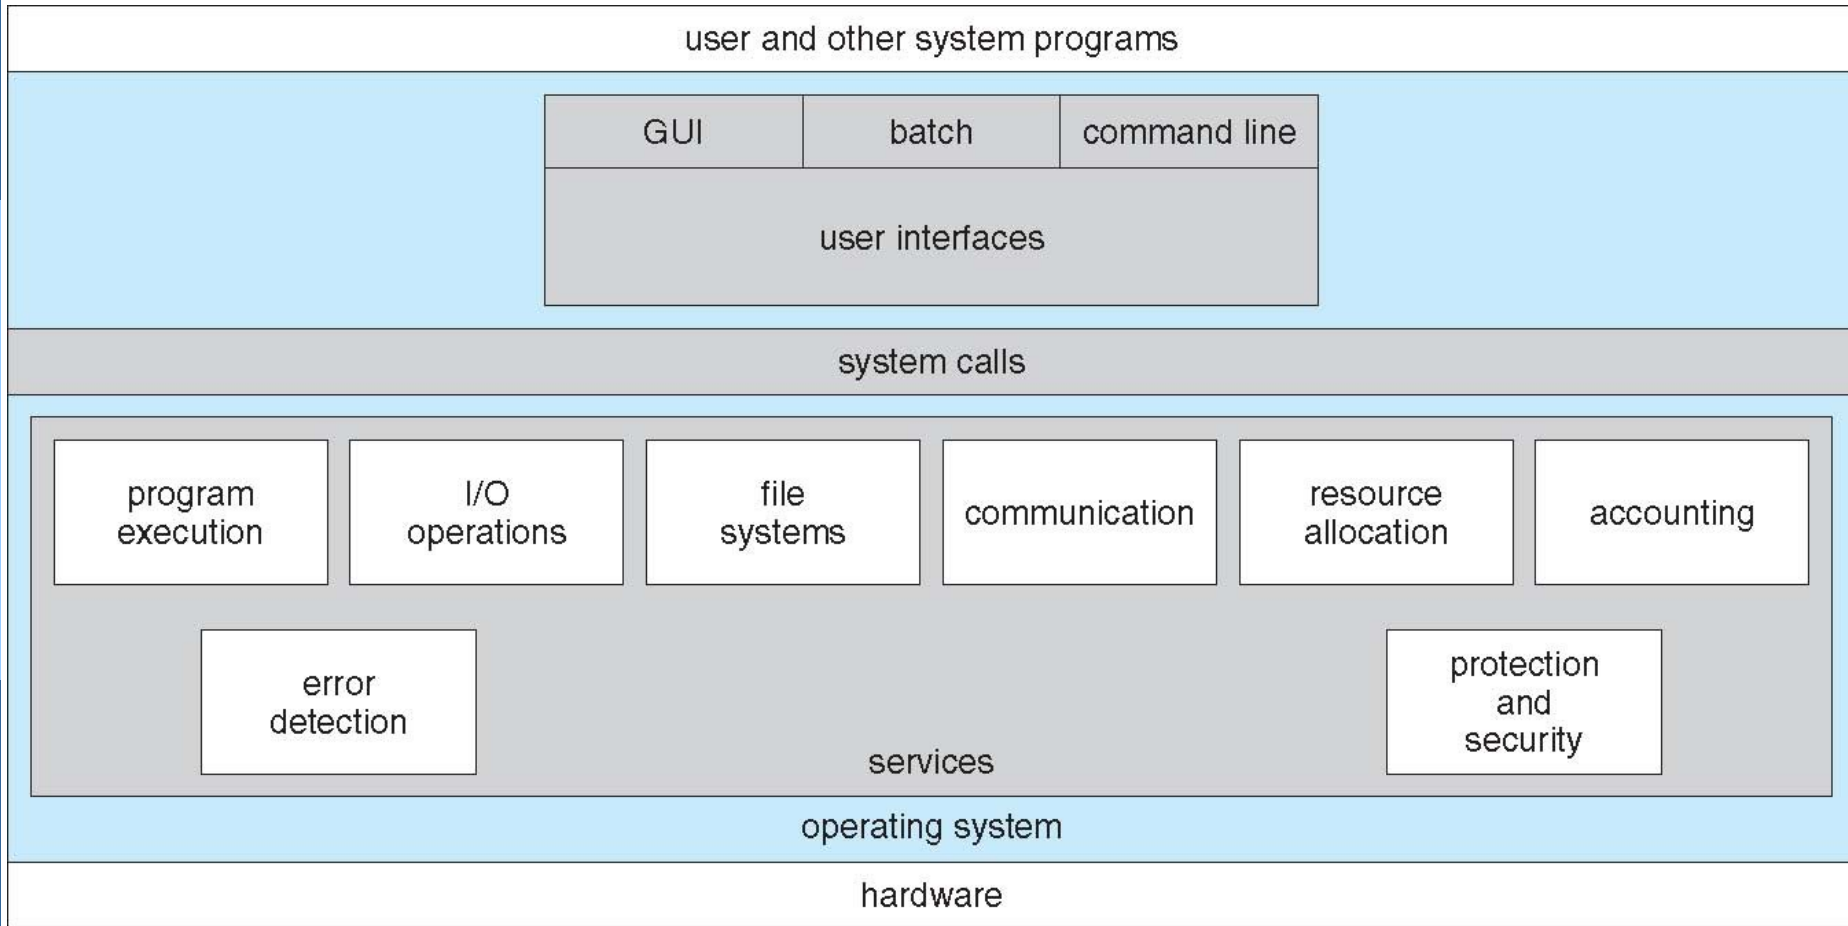 user and other system programs
GUI
batch
command line
user interfaces
system calls
program
execution
I/O
operations
file
systems
communication
resource
allocation
accounting
error
detection
protection
and
security
services
operating system
hardware